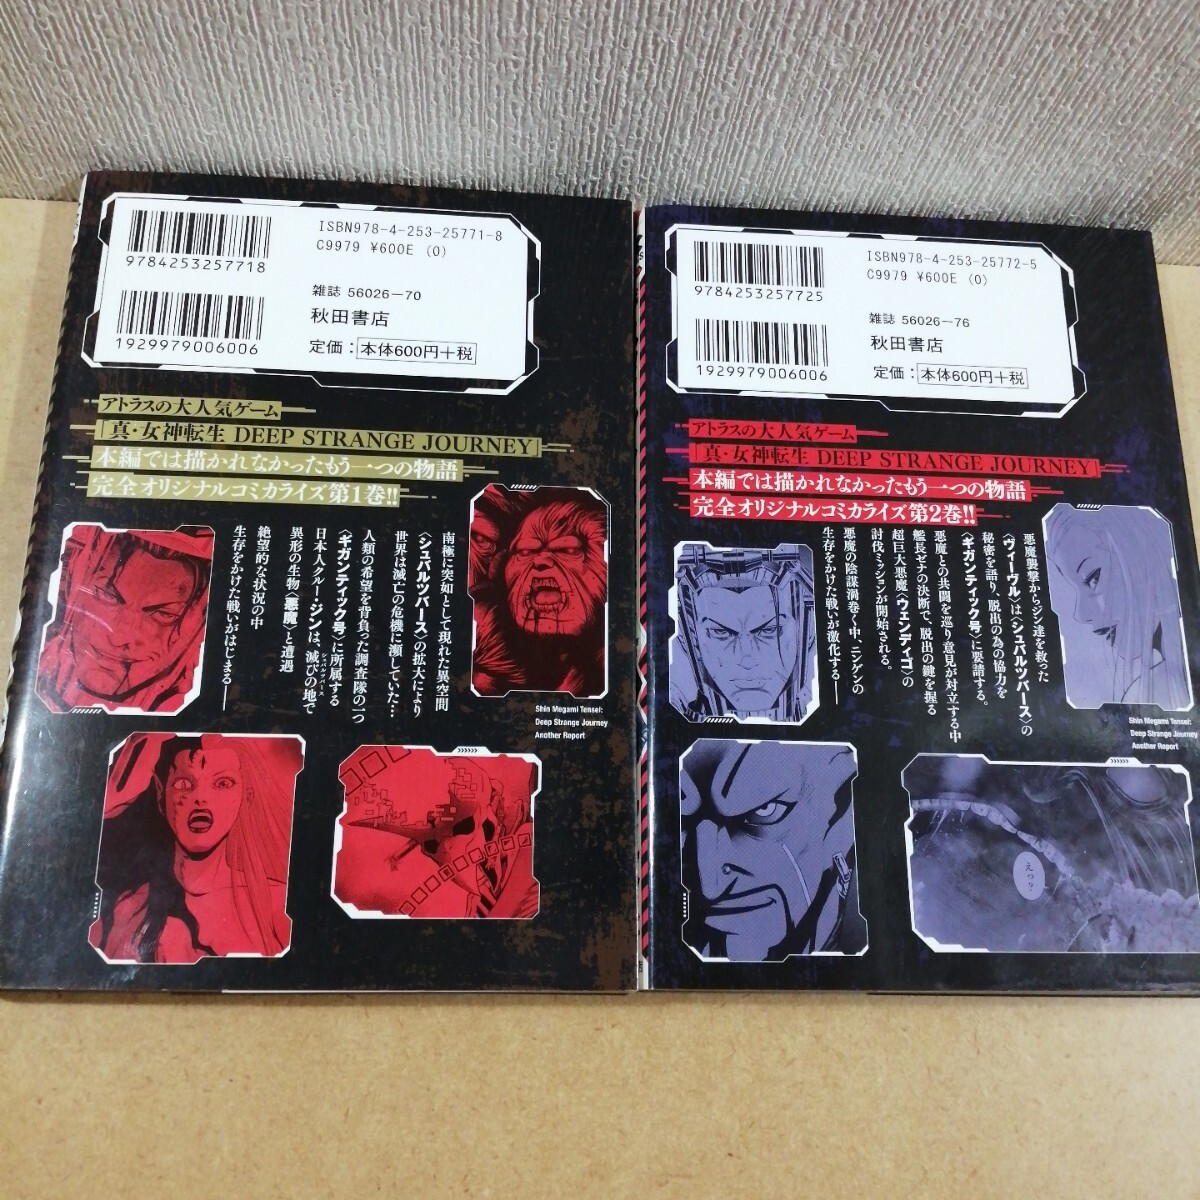 ISBN978-4-253-25771-8
C9979 ¥600E (0)
9784253257718
雑誌 56026-70
秋田書店
1929979006006
定価：本体600円+税
アトラスの大人気ゲーム
「真・女神転生 DEEP STRANGE JOURNEY」
本編では描かれなかったもう一つの物語
完全オリジナルコミカライズ第1巻!!
南極に突如として現れた異空間
〈シュバルツバース〉の拡大により
世界は滅亡の危機に瀕していた…
人類の希望を背負った調査隊の一つ
〈ギガンティック号〉に所属する
日本人クルー・ジンは、滅びの地で
シュバルツバース
異形の生物〈悪魔〉と遭遇
絶望的な状況の中
生存をかけた戦いがはじまる——
Shin Megami Tensei:
Deep Strange Journey
Another Report
ISBN978-4-253-25772-5
C9979 ¥600E (0)
9784253257725
雑誌 56026-76
秋田書店
1929979006006
定価：本体600円+税
アトラスの大人気ゲーム
「真・女神転生 DEEP STRANGE JOURNEY」
本編では描かれなかったもう一つの物語
完全オリジナルコミカライズ第2巻!!
悪魔襲撃からジン達を救った
〈ヴィーヴル〉は〈シュバルツバース〉の
秘密を語り、脱出の為の協力を
〈ギガンティック号〉に要請する。
悪魔との共闘を巡り意見が対立する中
艦長ゼナの決断で、脱出の鍵を握る
超巨大悪魔〈ウェンディゴ〉の
討伐ミッションが開始される。
悪魔の陰謀渦巻く中、ニンゲンの
生存をかけた戦いが激化する——
Shin Megami Tensei:
Deep Strange Journey
Another Report
えっ？